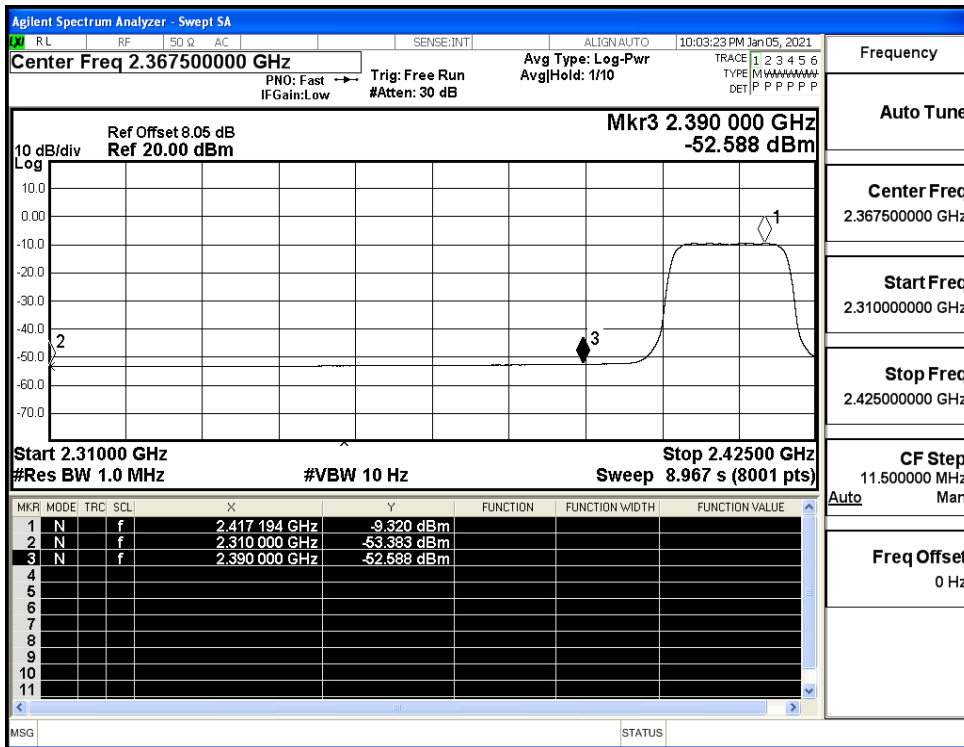 Agilent Spectrum Analyzer - Swept SA
LXI RL RF 50 Ω AC SENSE:INT ALIGNAUTO 10:03:23 PM Jan 05, 2021
Center Freq 2.367500000 GHz
PNO: Fast
IFGain:Low
Trig: Free Run
#Atten: 30 dB
Avg Type: Log-Pwr
Avg|Hold: 1/10
TRACE 1 2 3 4 5 6
TYPE M WWWWW
DET P P P P P P
Ref Offset 8.05 dB
10 dB/div Ref 20.00 dBm
Log
Mkr3 2.390 000 GHz
-52.588 dBm
10.0
0.00
-10.0
-20.0
-30.0
-40.0
-50.0
-60.0
-70.0
1
2
3
Start 2.31000 GHz Stop 2.42500 GHz
#Res BW 1.0 MHz #VBW 10 Hz Sweep 8.967 s (8001 pts)
MKR MODE TRC SCL X Y FUNCTION FUNCTION WIDTH FUNCTION VALUE
1 N f 2.417 194 GHz -9.320 dBm
2 N f 2.310 000 GHz -53.383 dBm
3 N f 2.390 000 GHz -52.588 dBm
4
5
6
7
8
9
10
11
MSG STATUS
Frequency
Auto Tune
Center Freq
2.367500000 GHz
Start Freq
2.310000000 GHz
Stop Freq
2.425000000 GHz
CF Step
11.500000 MHz
Auto Man
Freq Offset
0 Hz